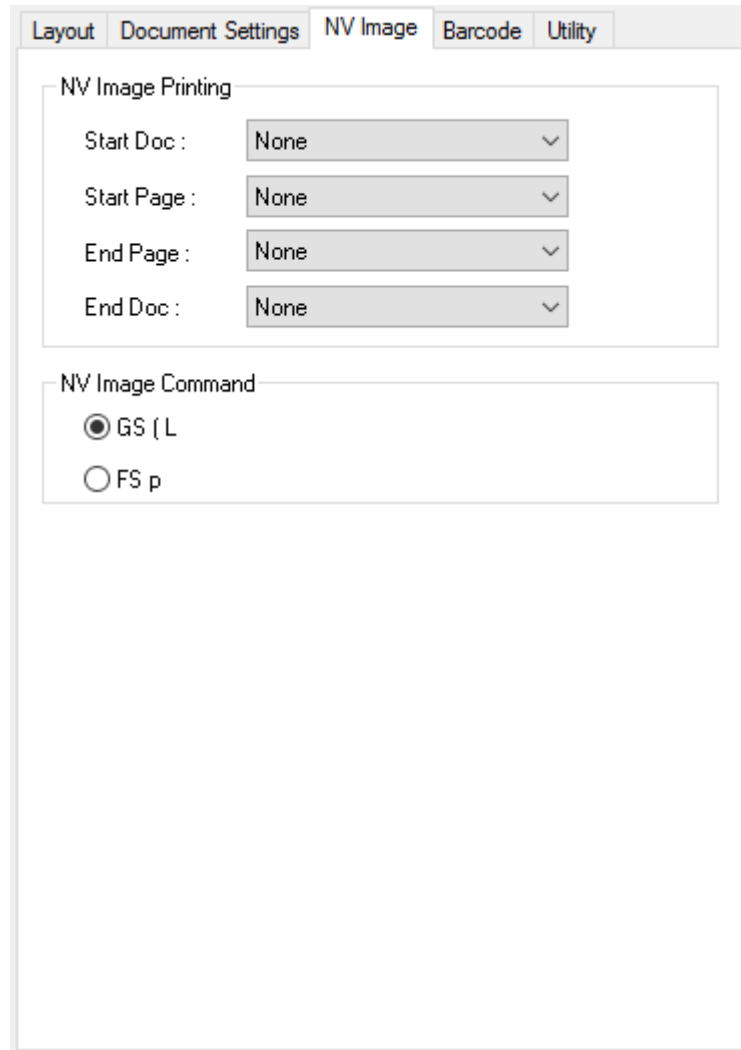 Layout Document Settings NV Image Barcode Utility
NV Image Printing
Start Doc : None
Start Page : None
End Page : None
End Doc : None
NV Image Command
GS ( L
FS p